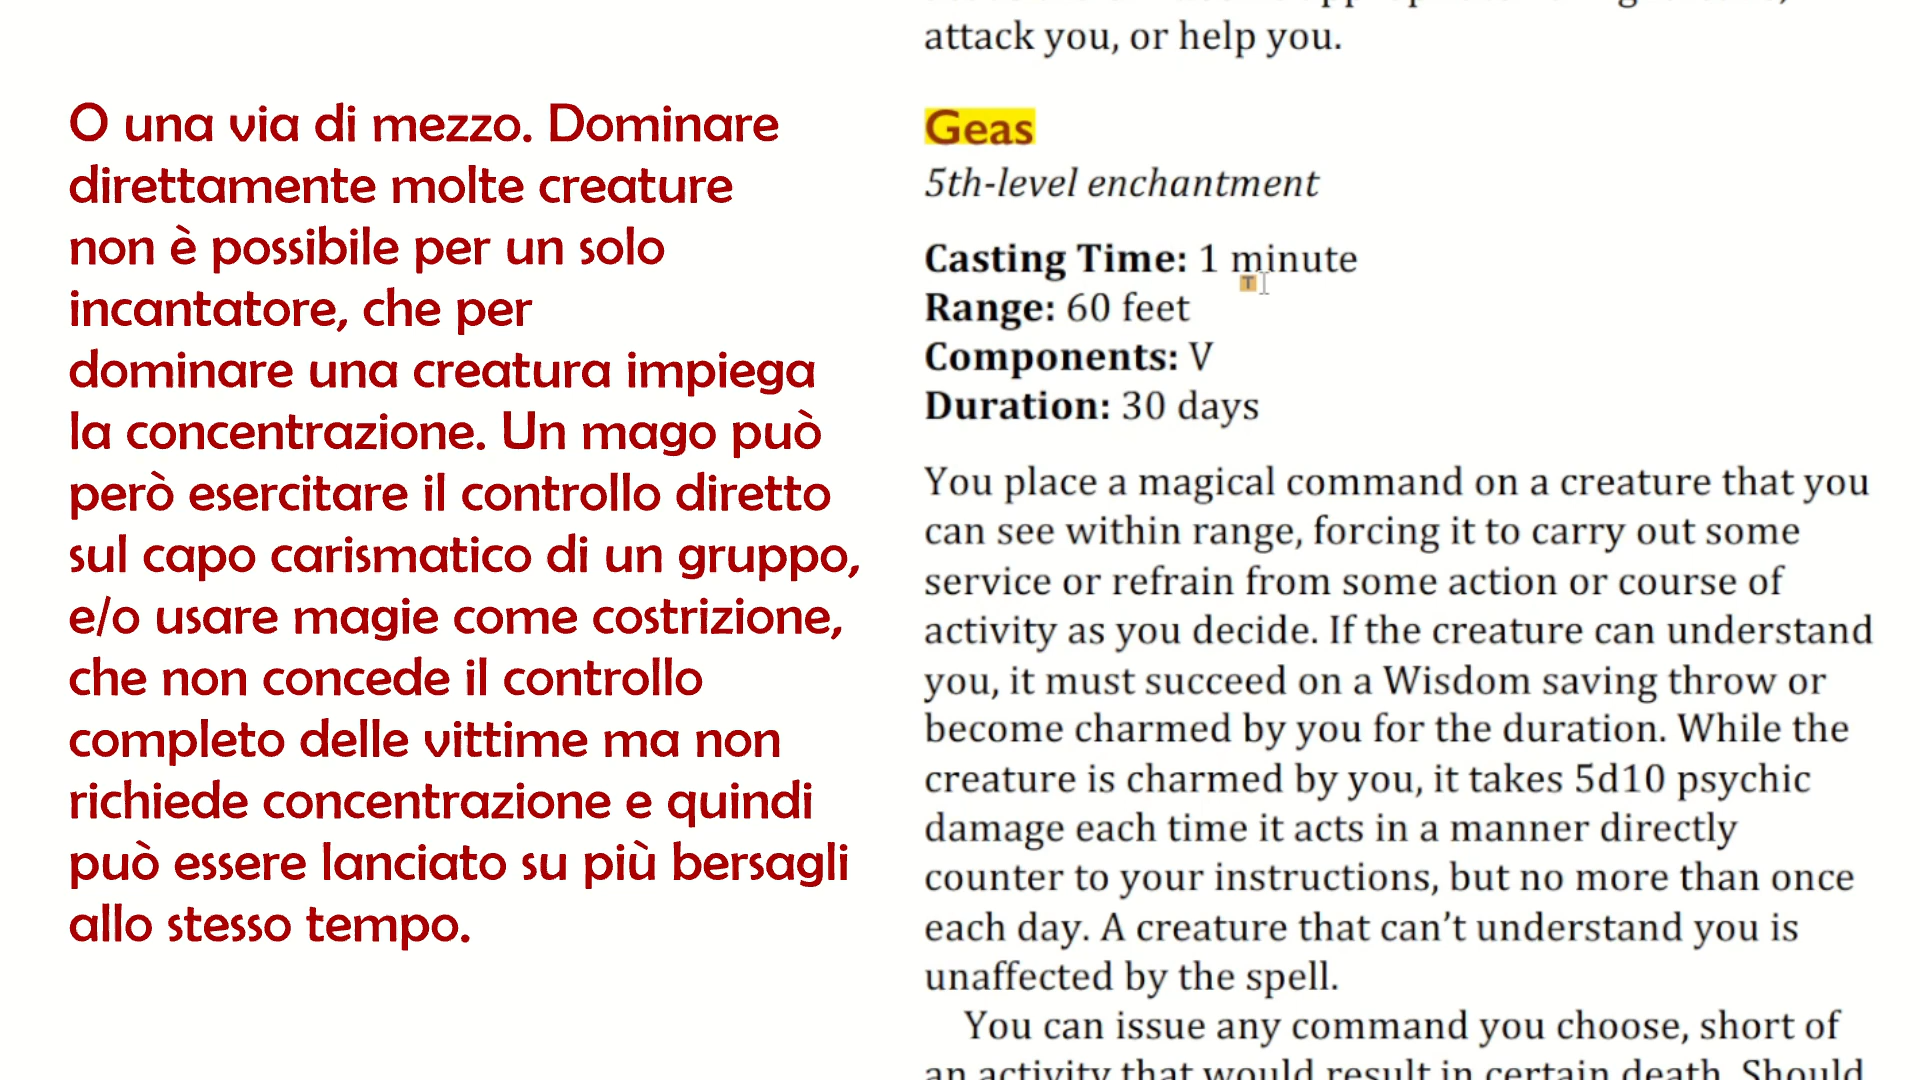 O una via di mezzo. Dominare
direttamente molte creature
non è possibile per un solo
incantatore, che per
dominare una creatura impiega
la concentrazione. Un mago può
però esercitare il controllo diretto
sul capo carismatico di un gruppo,
e/o usare magie come costrizione,
che non concede il controllo
completo delle vittime ma non
richiede concentrazione e quindi
può essere lanciato su più bersagli
allo stesso tempo.
attack you, or help you.
Geas
5th-level enchantment
Casting Time: 1 minute
Range: 60 feet
Components: V
Duration: 30 days
You place a magical command on a creature that you
can see within range, forcing it to carry out some
service or refrain from some action or course of
activity as you decide. If the creature can understand
you, it must succeed on a Wisdom saving throw or
become charmed by you for the duration. While the
creature is charmed by you, it takes 5d10 psychic
damage each time it acts in a manner directly
counter to your instructions, but no more than once
each day. A creature that can’t understand you is
unaffected by the spell.
You can issue any command you choose, short of
an activity that would result in certain death. Should